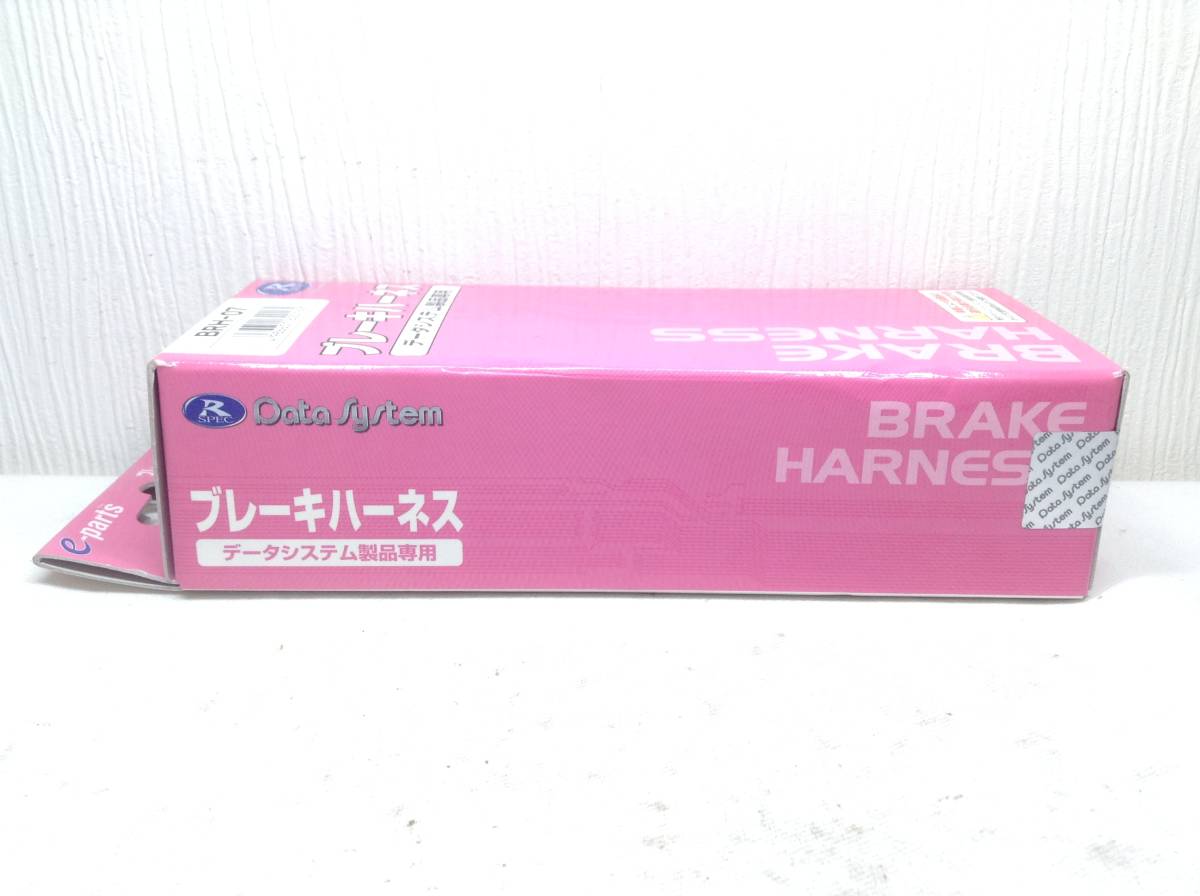 BRH-07
ブレーキハーネス
データシステム製品専用
BRAKE
HARNESS
R
SPEC
Data System
BRAKE
HARNES
ブレーキハーネス
データシステム製品専用
e-parts
Data System